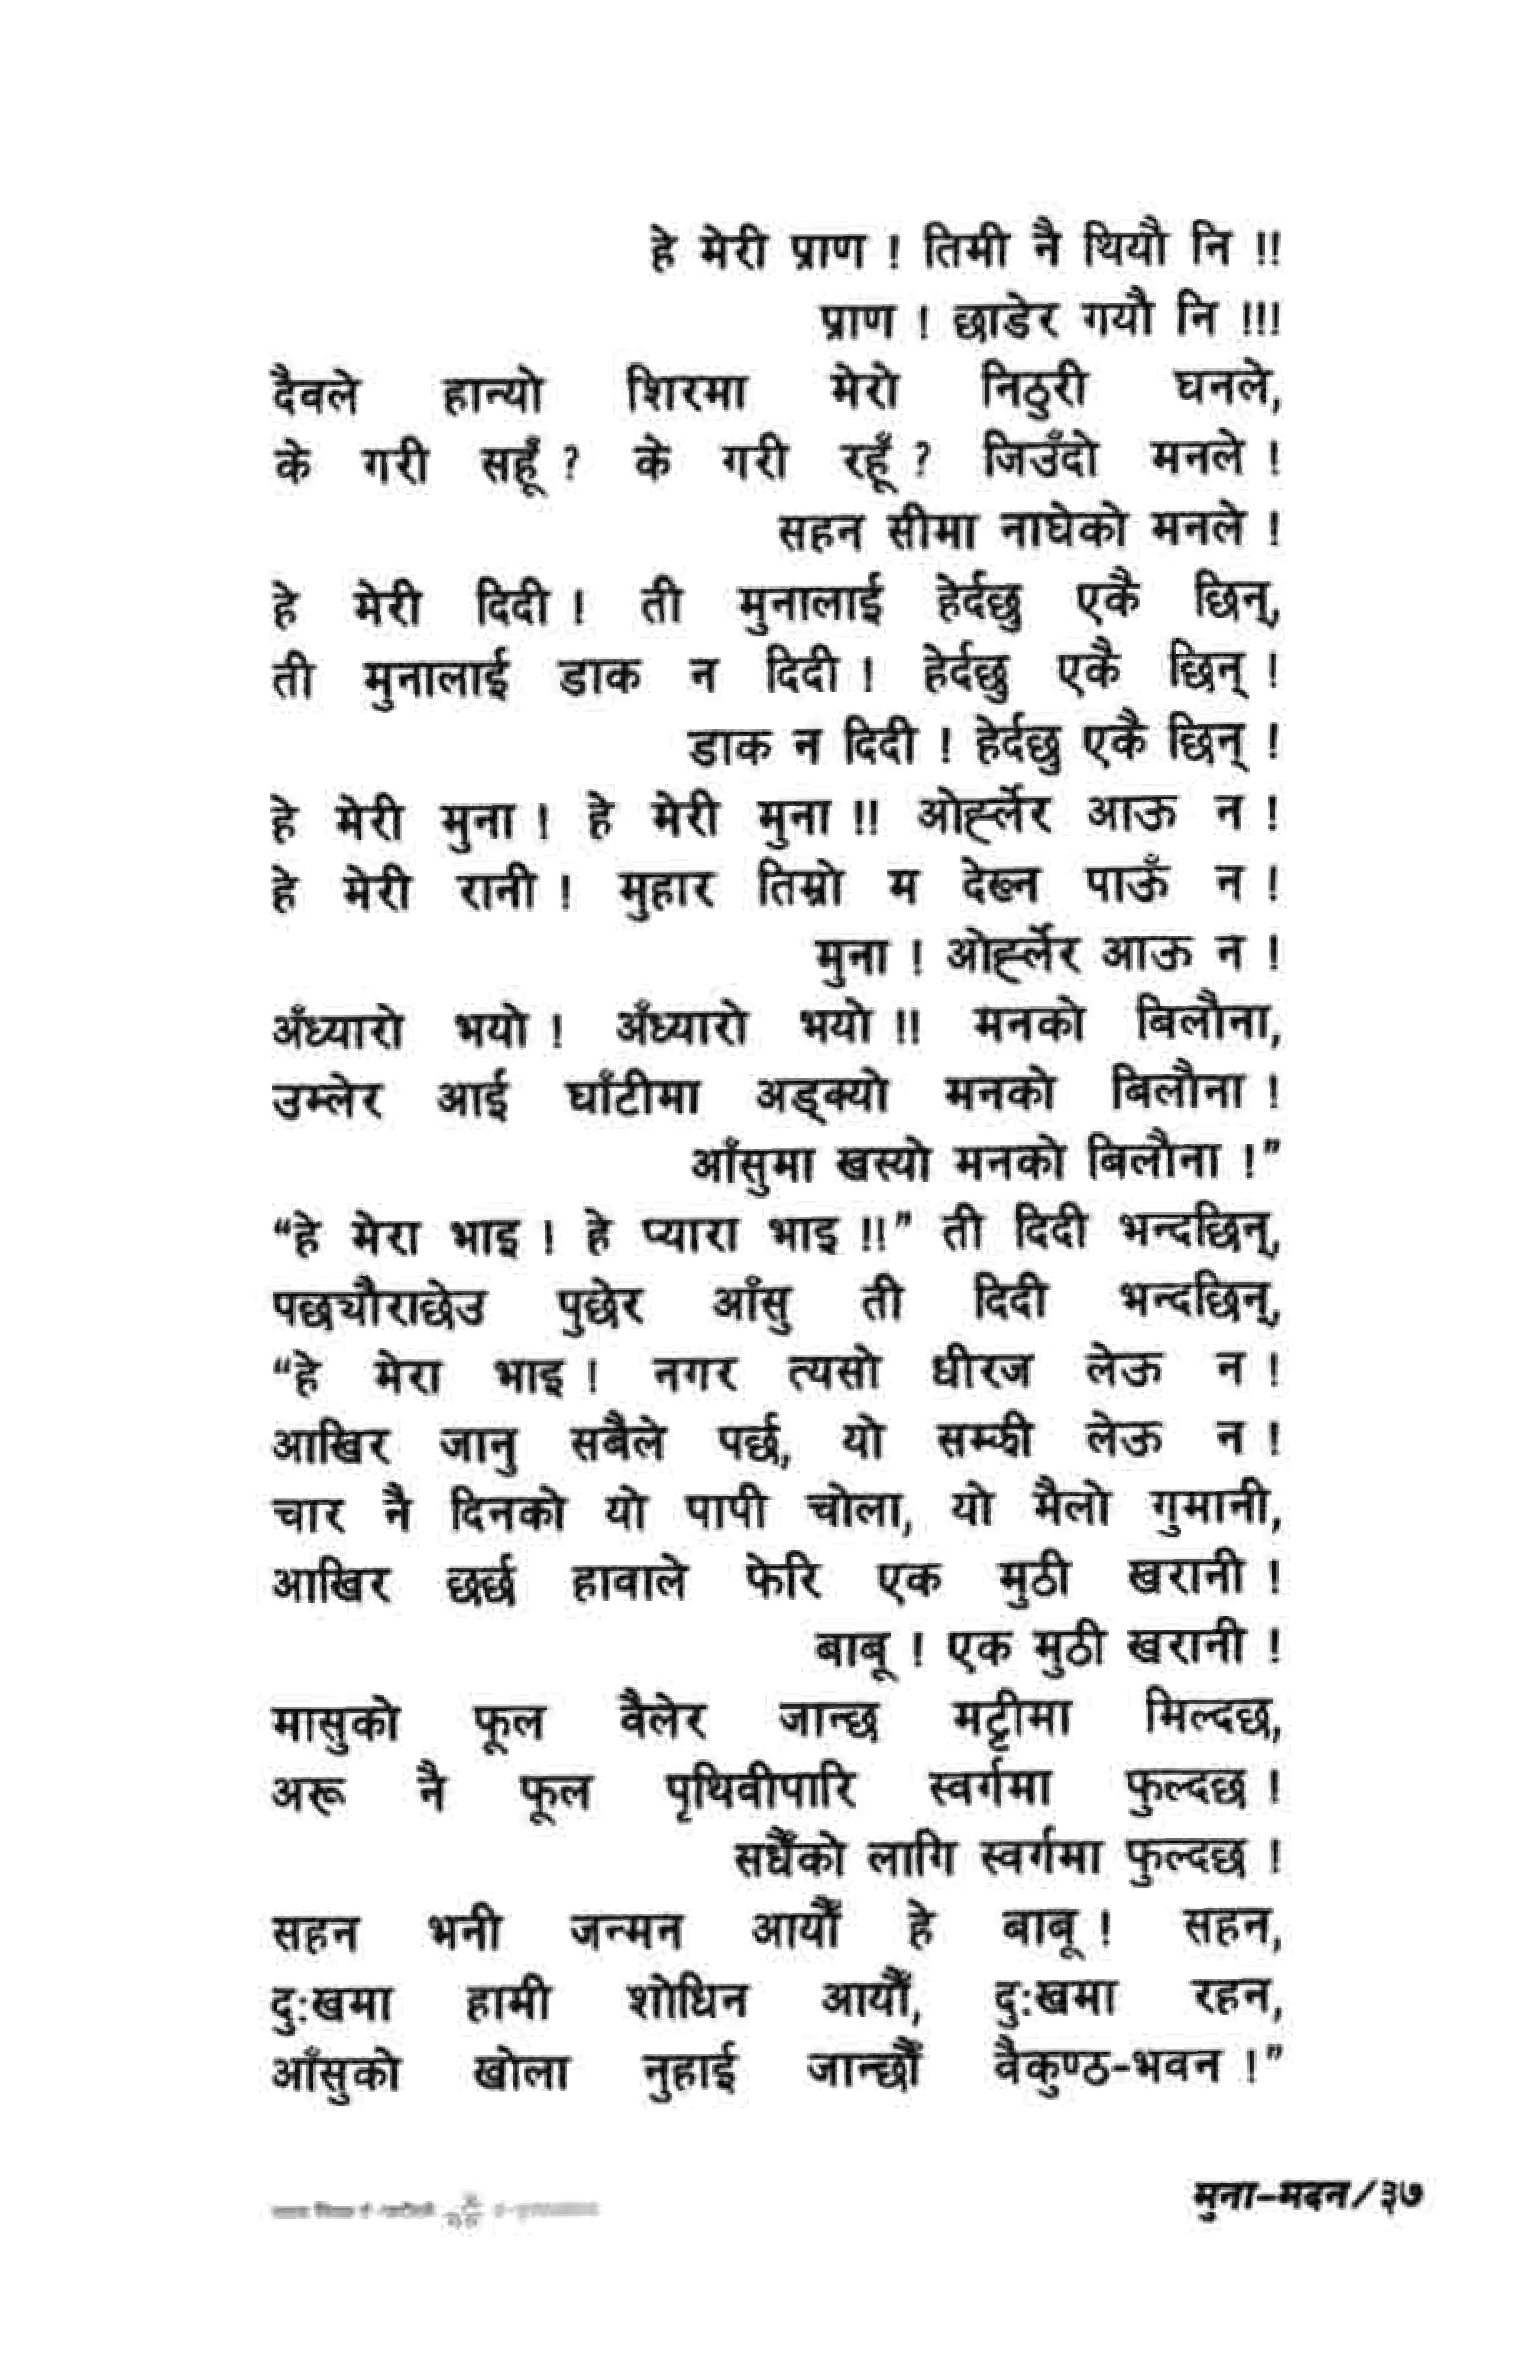 हे मेरी प्राण ! तिमी नै थियौ नि !!
प्राण ! छाडेर गयौ नि !!!
दैवले हान्यो शिरमा मेरो निठुरी घनले,
के गरी सहूँ ? के गरी रहूँ ? जिउँदो मनले !
सहन सीमा नाघेको मनले !
हे मेरी दिदी ! ती मुनालाई हेर्दछु एकै छिन्,
ती मुनालाई डाक न दिदी ! हेर्दछु एकै छिन् !
डाक न दिदी ! हेर्दछु एकै छिन् !
हे मेरी मुना ! हे मेरी मुना !! ओर्ह्लेर आऊ न !
हे मेरी रानी ! मुहार तिम्रो म देख्न पाऊँ न !
मुना ! ओर्ह्लेर आऊ न !
अँध्यारो भयो ! अँध्यारो भयो !! मनको बिलौना,
उम्लेर आई घाँटीमा अड्क्यो मनको बिलौना !
आँसुमा खस्यो मनको बिलौना !”
“हे मेरा भाइ ! हे प्यारा भाइ !!” ती दिदी भन्दछिन्,
पछ्यौराछेउ पुछेर आँसु ती दिदी भन्दछिन्,
“हे मेरा भाइ ! नगर त्यसो धीरज लेऊ न !
आखिर जानु सबैले पर्छ, यो सम्झी लेऊ न !
चार नै दिनको यो पापी चोला, यो मैलो गुमानी,
आखिर छर्छ हावाले फेरि एक मुठी खरानी !
बाबू ! एक मुठी खरानी !
मासुको फूल वैलेर जान्छ मट्टीमा मिल्दछ,
अरू नै फूल पृथिवीपारि स्वर्गमा फुल्दछ !
सधैँको लागि स्वर्गमा फुल्दछ !
सहन भनी जन्मन आयौँ हे बाबू ! सहन,
दुःखमा हामी शोधिन आयौँ, दुःखमा रहन,
आँसुको खोला नुहाई जान्छौँ वैकुण्ठ-भवन !”
मुना-मदन/३७